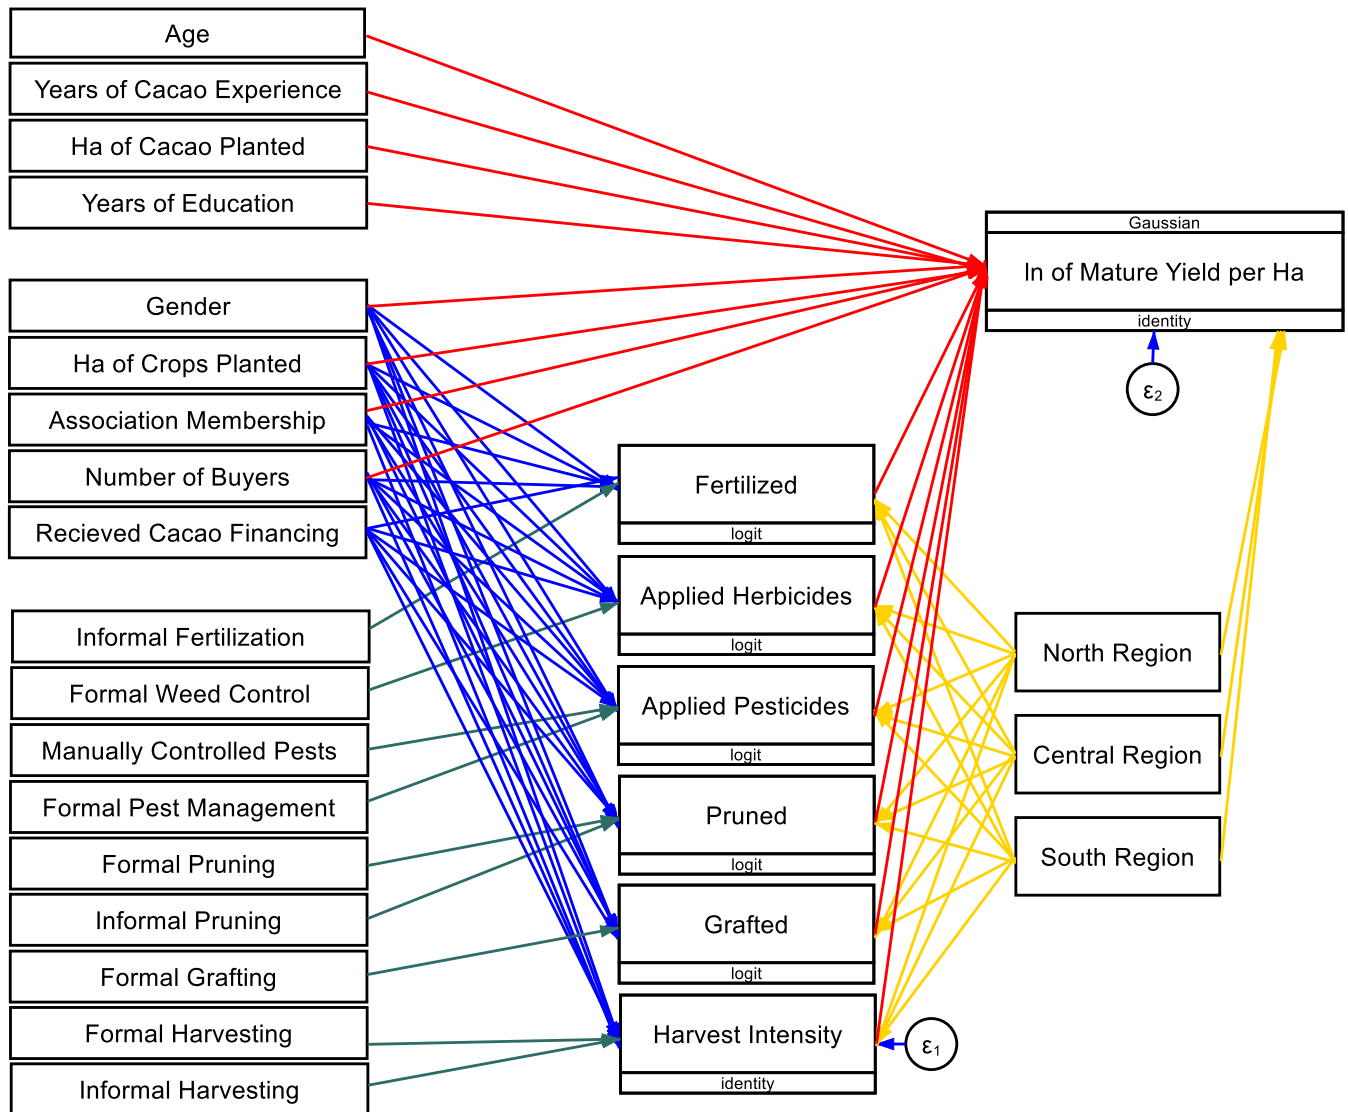 Age
Years of Cacao Experience
Ha of Cacao Planted
Years of Education
Gender
Ha of Crops Planted
Association Membership
Number of Buyers
Recieved Cacao Financing
Informal Fertilization
Formal Weed Control
Manually Controlled Pests
Formal Pest Management
Formal Pruning
Informal Pruning
Formal Grafting
Formal Harvesting
Informal Harvesting
Fertilized
logit
Applied Herbicides
logit
Applied Pesticides
logit
Pruned
logit
Grafted
logit
Harvest Intensity
identity
ε₁
Gaussian
ln of Mature Yield per Ha
identity
ε₂
North Region
Central Region
South Region